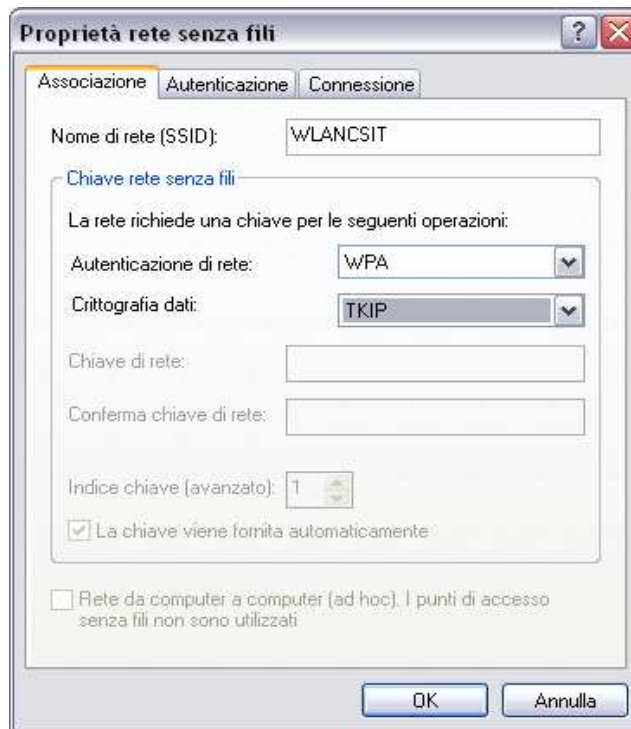 Proprietà rete senza fili
Associazione Autenticazione Connessione
Nome di rete (SSID): WLANCSIT
Chiave rete senza fili
La rete richiede una chiave per le seguenti operazioni:
Autenticazione di rete: WPA
Crittografia dati: TKIP
Chiave di rete:
Conferma chiave di rete:
Indice chiave (avanzato): 1
La chiave viene fornita automaticamente
Rete da computer a computer (ad hoc). I punti di accesso
senza fili non sono utilizzati
OK Annulla